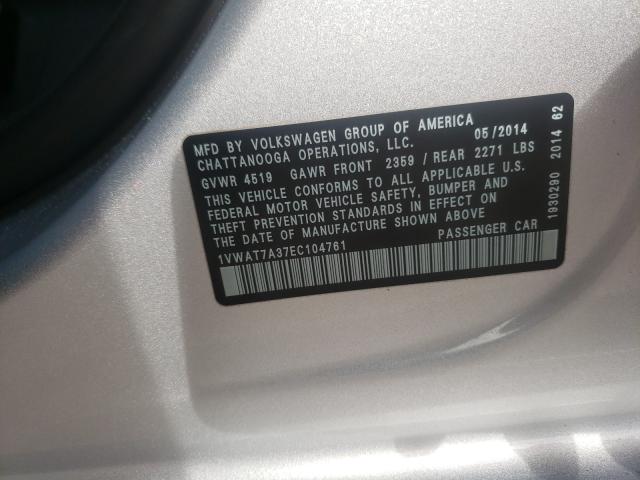 MFD BY VOLKSWAGEN GROUP OF AMERICA
CHATTANOOGA OPERATIONS, LLC. 05/2014
GVWR 4519 GAWR FRONT 2359 / REAR 2271 LBS
THIS VEHICLE CONFORMS TO ALL APPLICABLE U.S.
FEDERAL MOTOR VEHICLE SAFETY, BUMPER AND
THEFT PREVENTION STANDARDS IN EFFECT ON
DATE OF MANUFACTURE SHOWN ABOVE
1VWAT7A37EC104761 PASSENGER CAR
1930290 2014 62